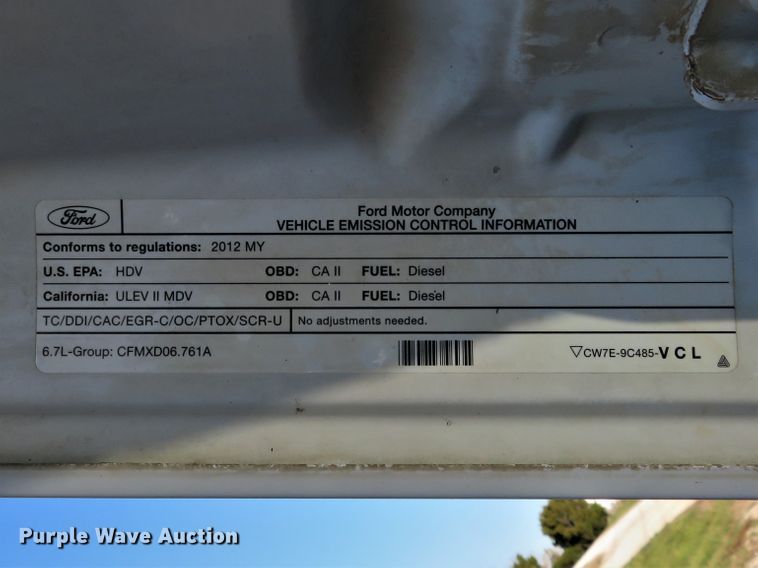 Ford
Ford Motor Company
VEHICLE EMISSION CONTROL INFORMATION
Conforms to regulations: 2012 MY
U.S. EPA: HDV OBD: CA II FUEL: Diesel
California: ULEV II MDV OBD: CA II FUEL: Diesel
TC/DDI/CAC/EGR-C/OC/PTOX/SCR-U No adjustments needed.
6.7L-Group: CFMXD06.761A ▽CW7E-9C485-VCL
Purple Wave Auction